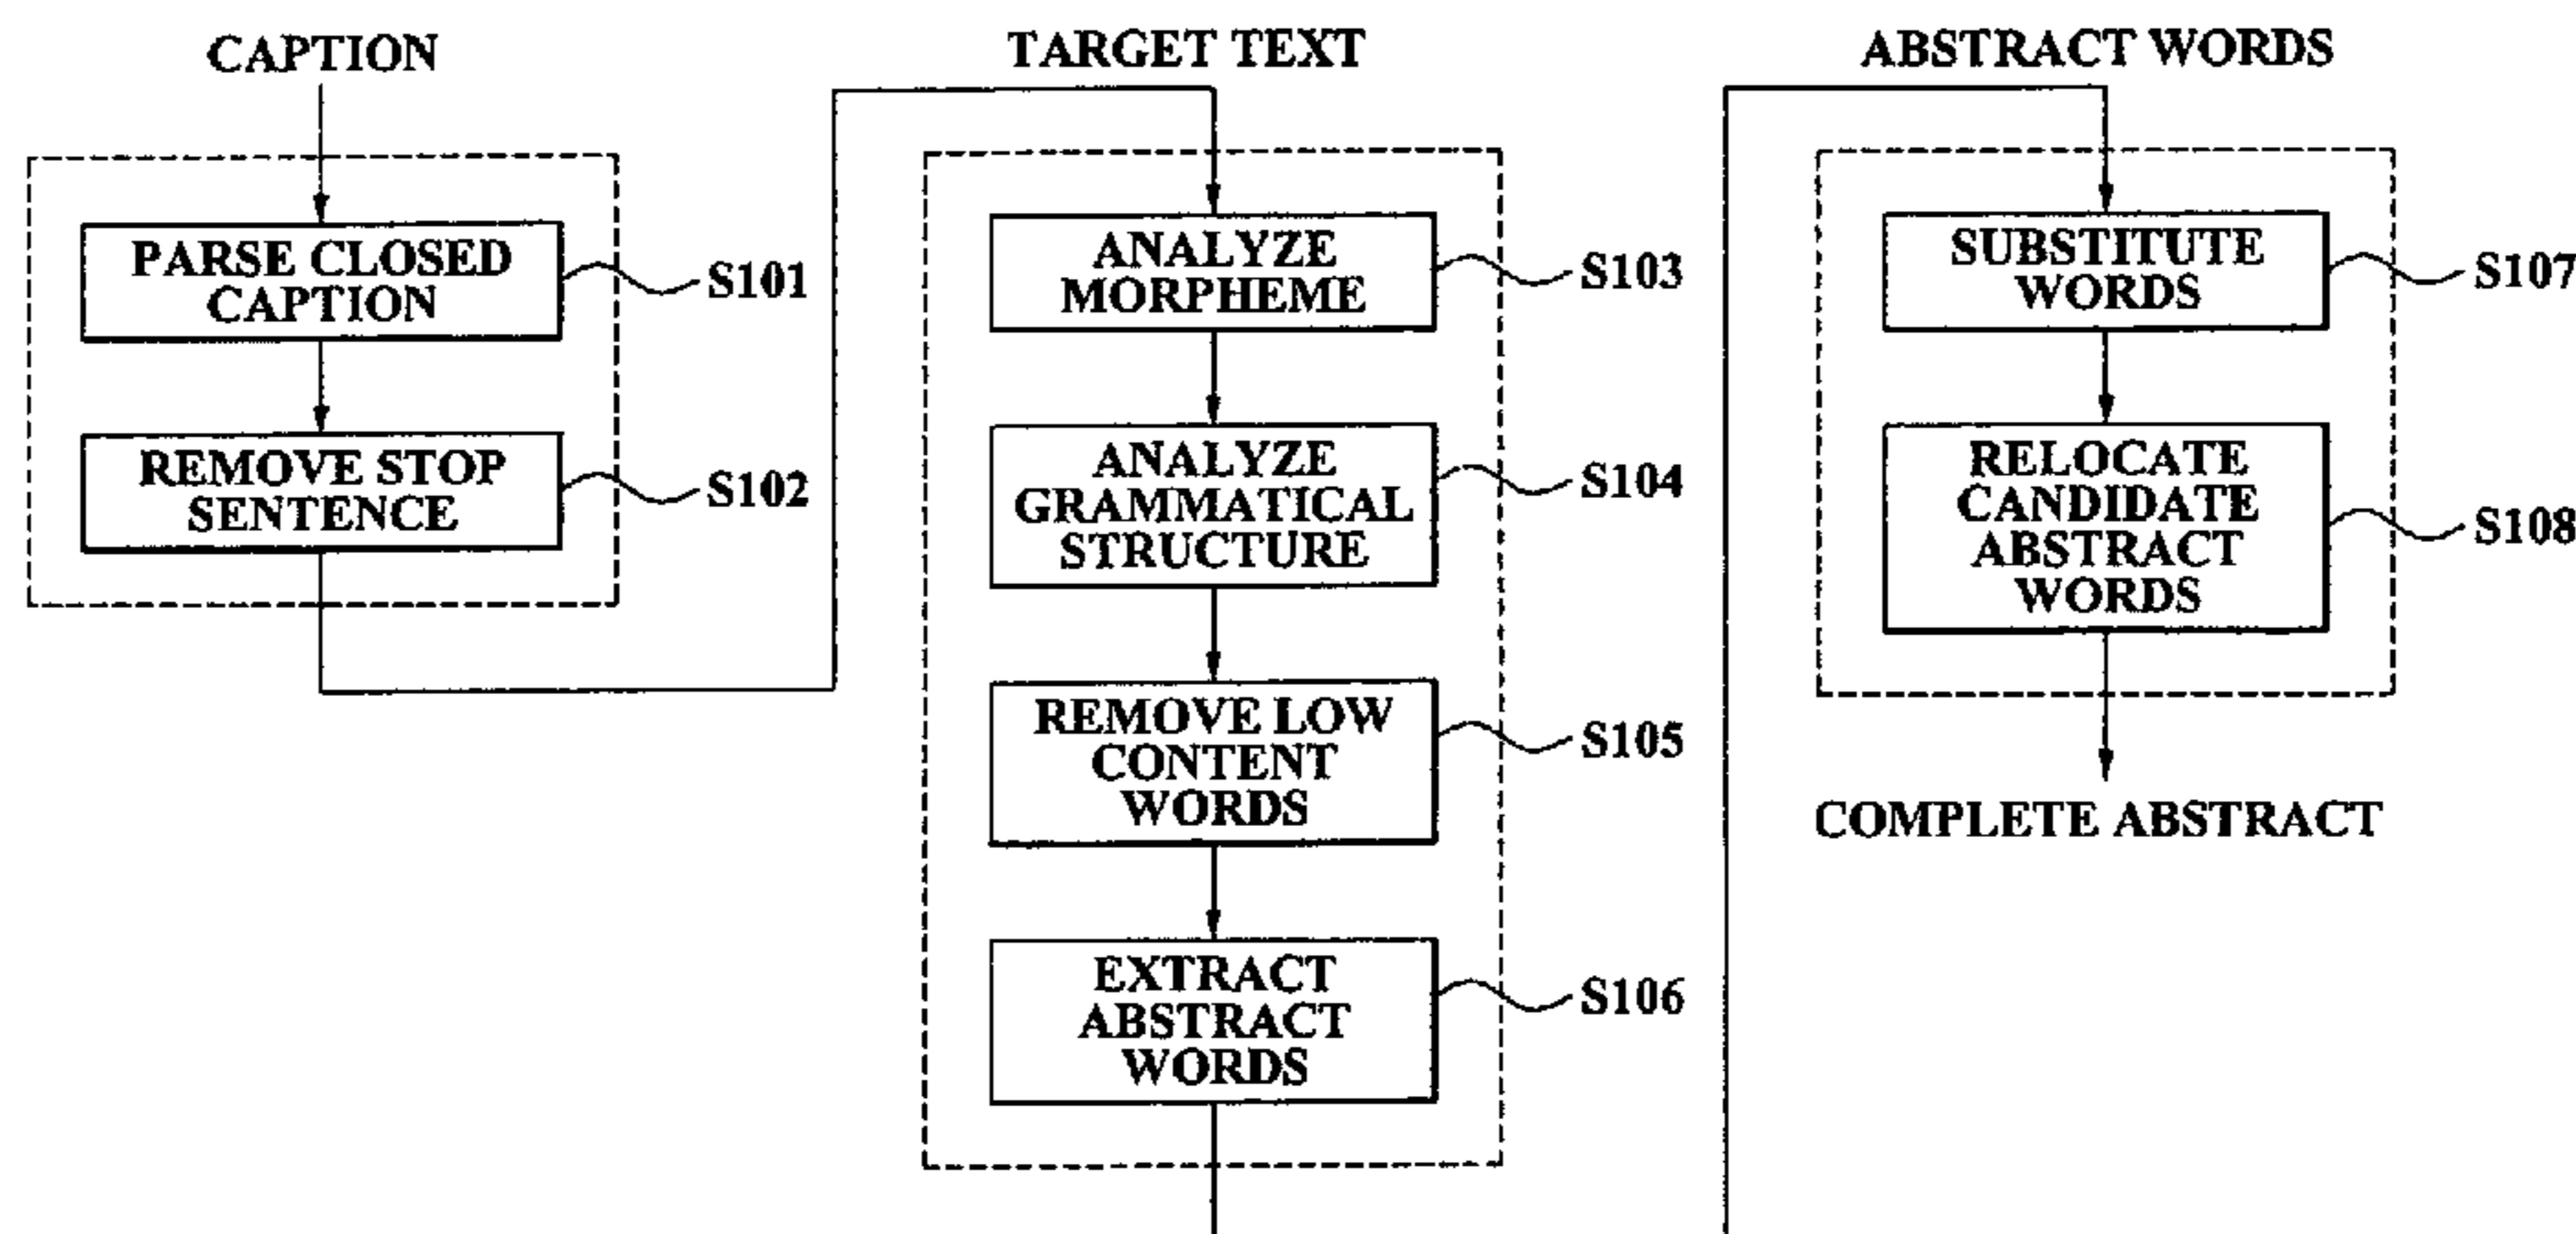 CAPTION
PARSE CLOSED
CAPTION
S101
REMOVE STOP
SENTENCE
S102
TARGET TEXT
ANALYZE
MORPHEME
S103
ANALYZE
GRAMMATICAL
STRUCTURE
S104
REMOVE LOW
CONTENT
WORDS
S105
EXTRACT
ABSTRACT
WORDS
S106
ABSTRACT WORDS
SUBSTITUTE
WORDS
S107
RELOCATE
CANDIDATE
ABSTRACT
WORDS
S108
COMPLETE ABSTRACT